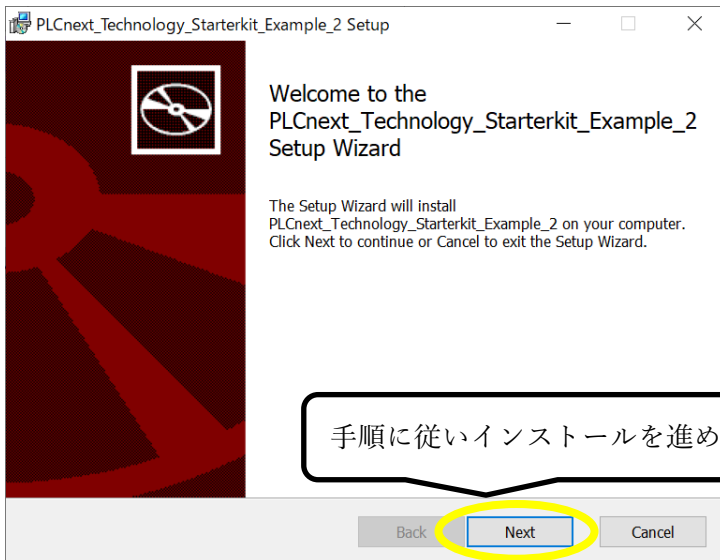 PLCnext_Technology_Starterkit_Example_2 Setup
Welcome to the
PLCnext_Technology_Starterkit_Example_2
Setup Wizard
The Setup Wizard will install
PLCnext_Technology_Starterkit_Example_2 on your computer.
Click Next to continue or Cancel to exit the Setup Wizard.
手順に従いインストールを進め
Back
Next
Cancel